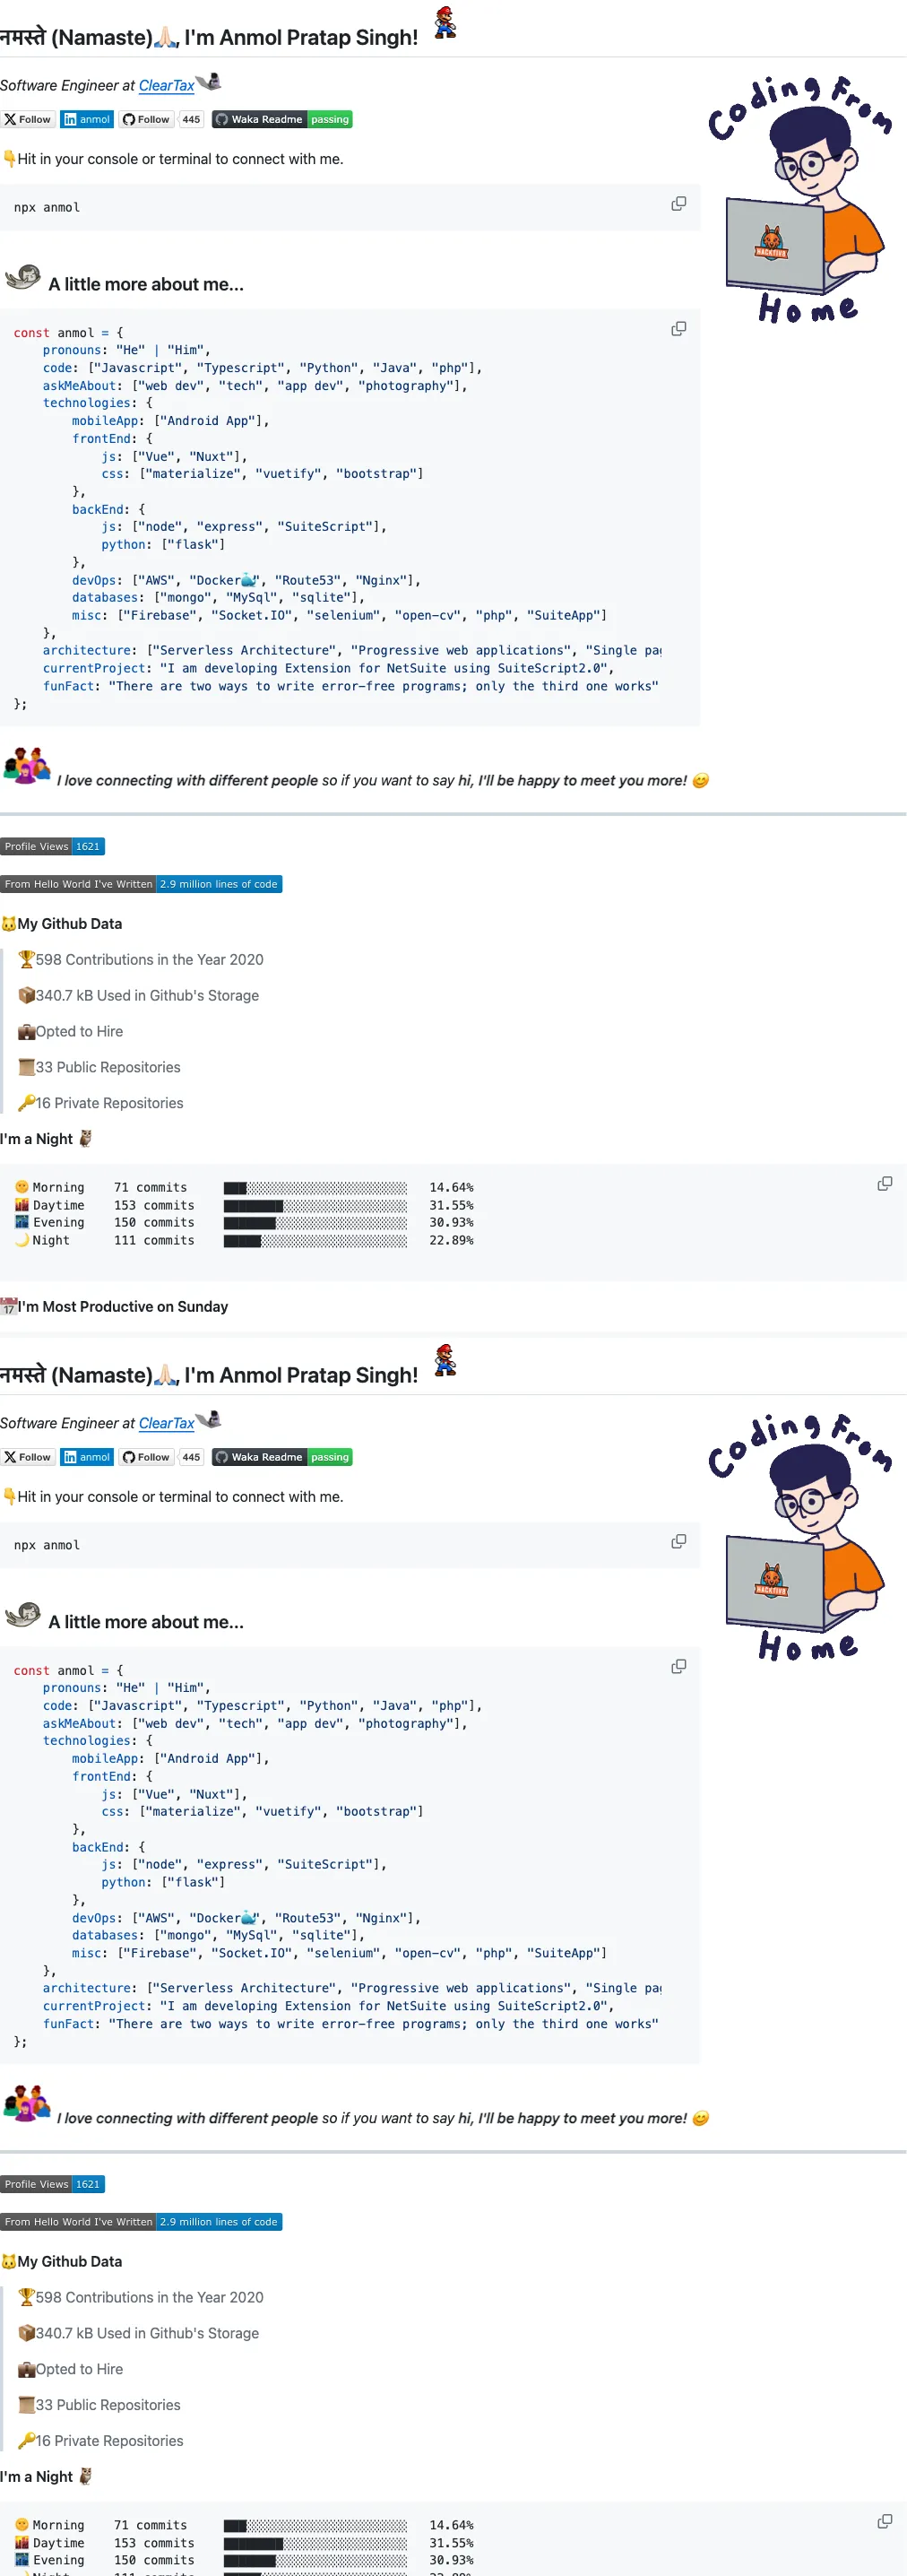 नमस्ते (Namaste)🙏🏻, I'm Anmol Pratap Singh!
Software Engineer at ClearTax
Follow anmol Follow 445 Waka Readme passing
👇Hit in your console or terminal to connect with me.
npx anmol
A little more about me...
const anmol = {
    pronouns: "He" | "Him",
    code: ["Javascript", "Typescript", "Python", "Java", "php"],
    askMeAbout: ["web dev", "tech", "app dev", "photography"],
    technologies: {
        mobileApp: ["Android App"],
        frontEnd: {
            js: ["Vue", "Nuxt"],
            css: ["materialize", "vuetify", "bootstrap"]
        },
        backEnd: {
            js: ["node", "express", "SuiteScript"],
            python: ["flask"]
        },
        devOps: ["AWS", "Docker🐳", "Route53", "Nginx"],
        databases: ["mongo", "MySql", "sqlite"],
        misc: ["Firebase", "Socket.IO", "selenium", "open-cv", "php", "SuiteApp"]
    },
    architecture: ["Serverless Architecture", "Progressive web applications", "Single
    currentProject: "I am developing Extension for NetSuite using SuiteScript2.0",
    funFact: "There are two ways to write error-free programs; only the third one works"
};
Coding From
HACKTIV8
Home
I love connecting with different people so if you want to say hi, I'll be happy to meet you more! 😊
Profile Views 1621
From Hello World I've Written 2.9 million lines of code
🐱My Github Data
🏆598 Contributions in the Year 2020
📦340.7 kB Used in Github's Storage
💼Opted to Hire
📜33 Public Repositories
🔑16 Private Repositories
I'm a Night 🦉
🌞 Morning    71 commits    ███░░░░░░░░░░░░░░░░░░░░░░   14.64%
🌆 Daytime    153 commits   ████████░░░░░░░░░░░░░░░░░   31.55%
🌃 Evening    150 commits   ███████░░░░░░░░░░░░░░░░░░   30.93%
🌙 Night      111 commits   █████░░░░░░░░░░░░░░░░░░░░   22.89%
📅I'm Most Productive on Sunday
नमस्ते (Namaste)🙏🏻, I'm Anmol Pratap Singh!
Software Engineer at ClearTax
Follow anmol Follow 445 Waka Readme passing
👇Hit in your console or terminal to connect with me.
npx anmol
A little more about me...
const anmol = {
    pronouns: "He" | "Him",
    code: ["Javascript", "Typescript", "Python", "Java", "php"],
    askMeAbout: ["web dev", "tech", "app dev", "photography"],
    technologies: {
        mobileApp: ["Android App"],
        frontEnd: {
            js: ["Vue", "Nuxt"],
            css: ["materialize", "vuetify", "bootstrap"]
        },
        backEnd: {
            js: ["node", "express", "SuiteScript"],
            python: ["flask"]
        },
        devOps: ["AWS", "Docker🐳", "Route53", "Nginx"],
        databases: ["mongo", "MySql", "sqlite"],
        misc: ["Firebase", "Socket.IO", "selenium", "open-cv", "php", "SuiteApp"]
    },
    architecture: ["Serverless Architecture", "Progressive web applications", "Single
    currentProject: "I am developing Extension for NetSuite using SuiteScript2.0",
    funFact: "There are two ways to write error-free programs; only the third one works"
};
Coding From
HACKTIV8
Home
I love connecting with different people so if you want to say hi, I'll be happy to meet you more! 😊
Profile Views 1621
From Hello World I've Written 2.9 million lines of code
🐱My Github Data
🏆598 Contributions in the Year 2020
📦340.7 kB Used in Github's Storage
💼Opted to Hire
📜33 Public Repositories
🔑16 Private Repositories
I'm a Night 🦉
🌞 Morning    71 commits    ███░░░░░░░░░░░░░░░░░░░░░░   14.64%
🌆 Daytime    153 commits   ████████░░░░░░░░░░░░░░░░░   31.55%
🌃 Evening    150 commits   ███████░░░░░░░░░░░░░░░░░░   30.93%